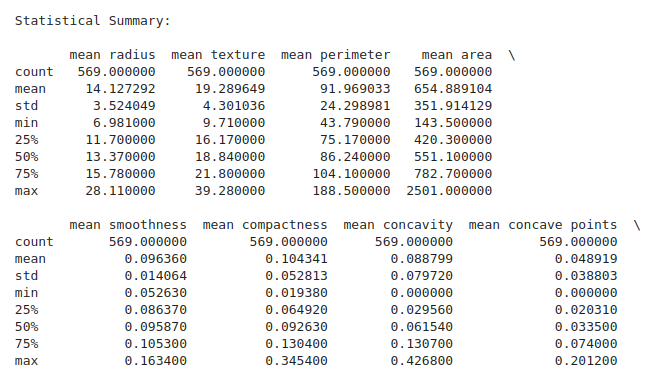 Statistical Summary:
       mean radius  mean texture  mean perimeter    mean area  \
count   569.000000    569.000000      569.000000   569.000000
mean     14.127292     19.289649       91.969033   654.889104
std       3.524049      4.301036       24.298981   351.914129
min       6.981000      9.710000       43.790000   143.500000
25%      11.700000     16.170000       75.170000   420.300000
50%      13.370000     18.840000       86.240000   551.100000
75%      15.780000     21.800000      104.100000   782.700000
max      28.110000     39.280000      188.500000  2501.000000
       mean smoothness  mean compactness  mean concavity  mean concave points  \
count       569.000000        569.000000      569.000000           569.000000
mean          0.096360          0.104341        0.088799             0.048919
std           0.014064          0.052813        0.079720             0.038803
min           0.052630          0.019380        0.000000             0.000000
25%           0.086370          0.064920        0.029560             0.020310
50%           0.095870          0.092630        0.061540             0.033500
75%           0.105300          0.130400        0.130700             0.074000
max           0.163400          0.345400        0.426800             0.201200